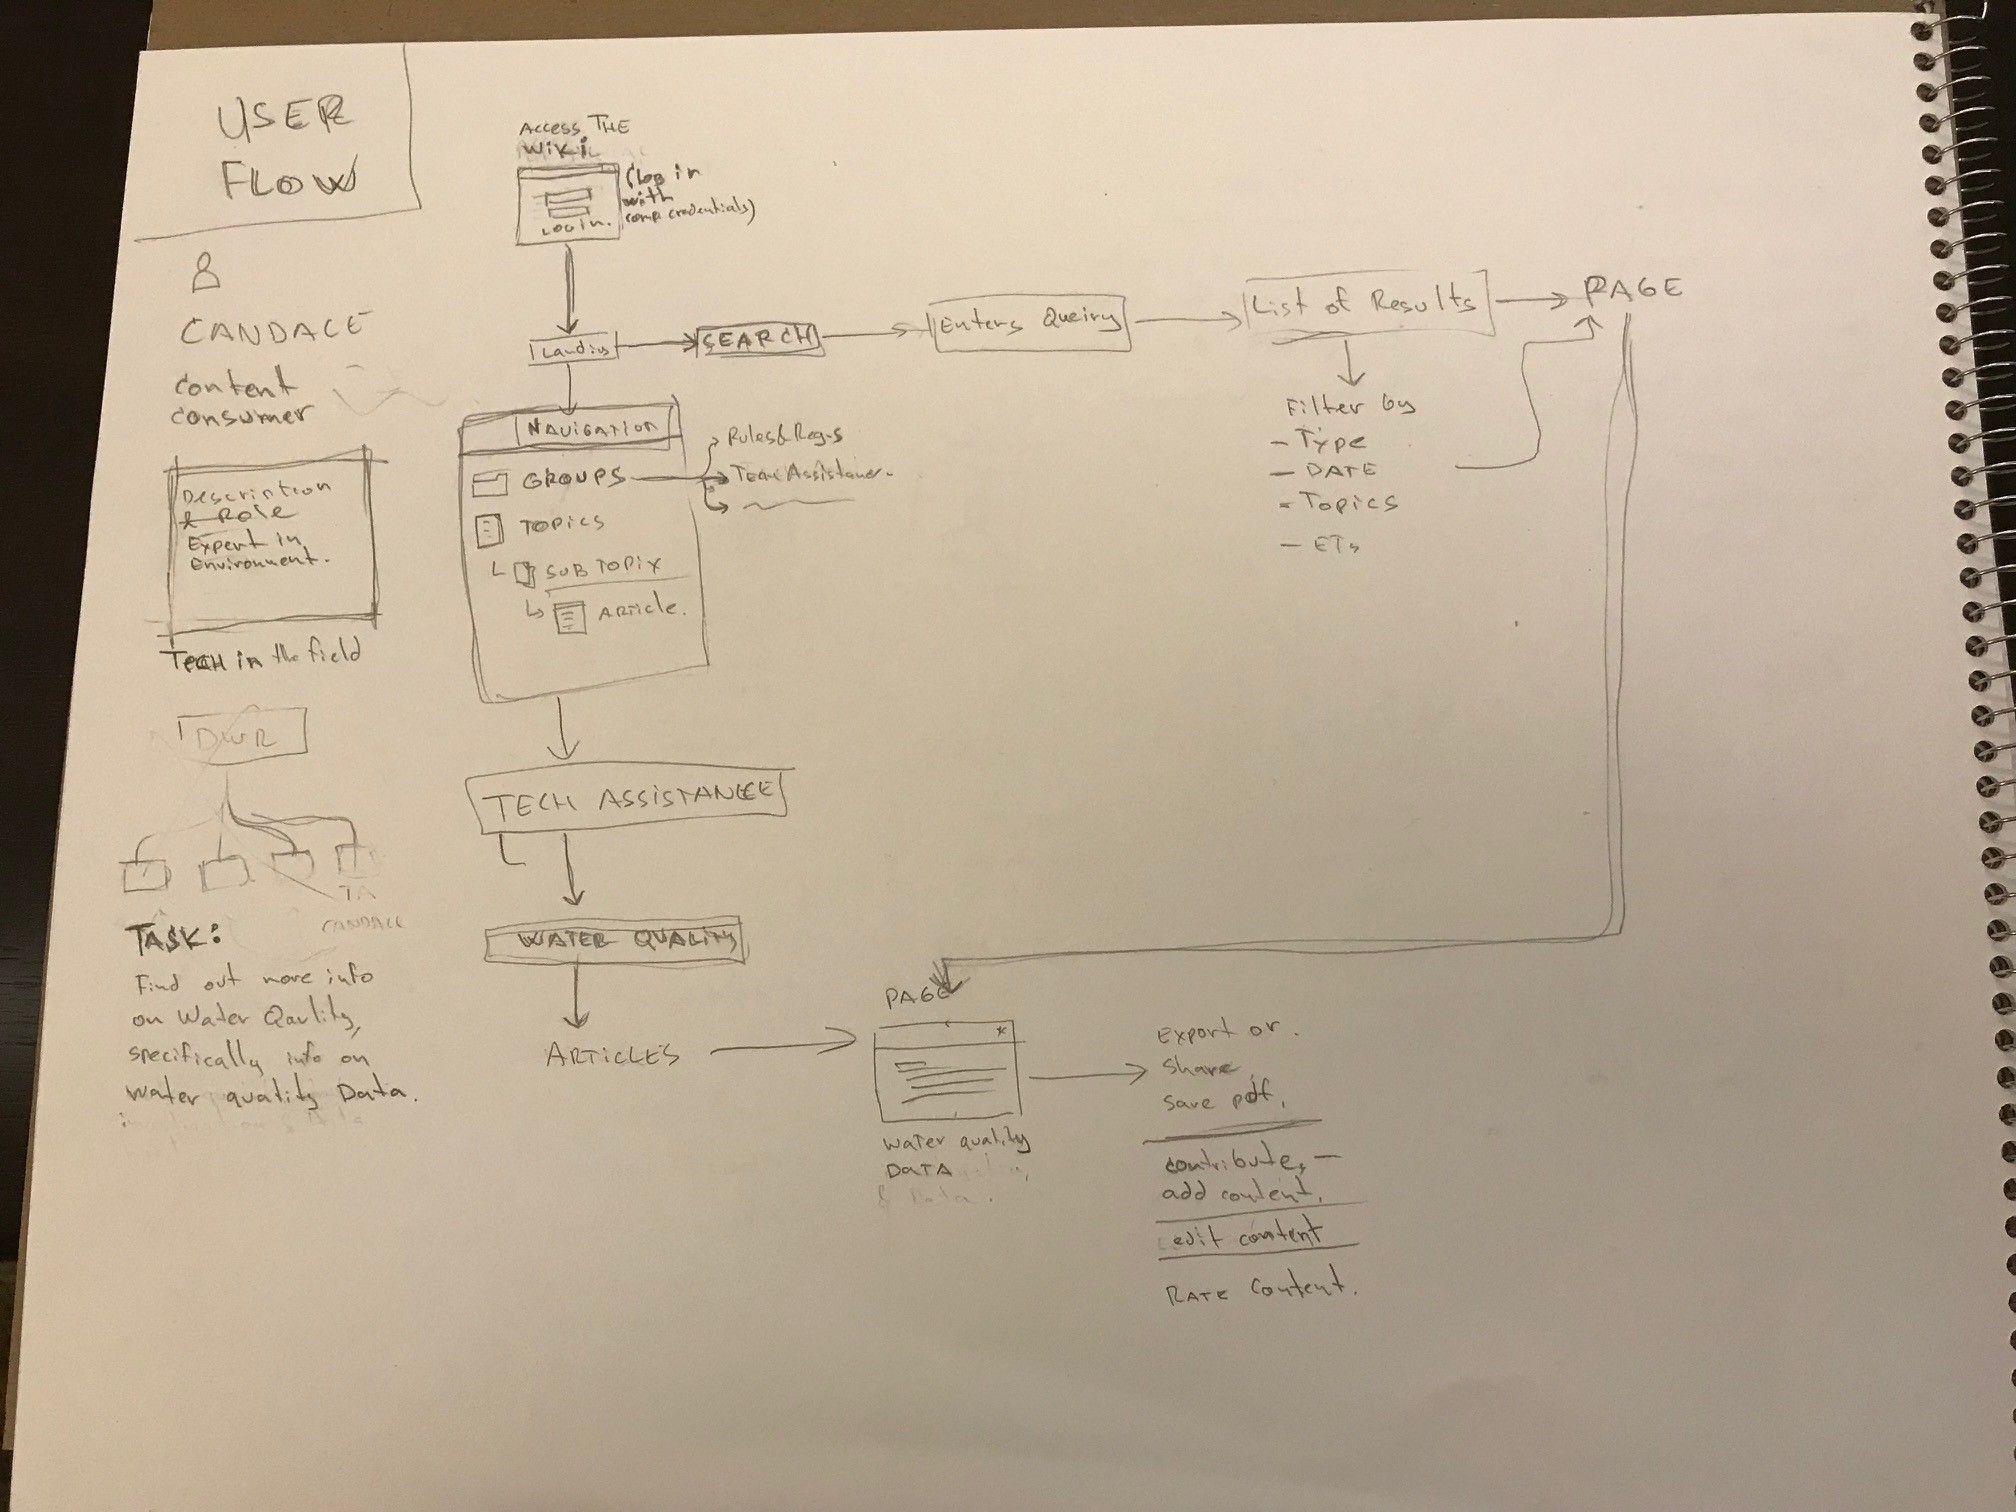 USER
FLOW
CANDACE
content
consumer
Description
& Role
Expert in
Environment.
TECH in the field
DWR
TA
CANDACE
TASK:
Find out more info
on Water Qaulity,
specifically info on
water quality Data.
Access THE
WiKi
(Log in
with
comp credentials)
LOGIN.
Landing
SEARCH
Enters Queiry
List of Results
PAGE
Filter by
- Type
- DATE
- Topics
- ETs
NAVIGATION
GROUPS
Rules&Regs
Tech Assistance.
TOPICS
SUB TOPIX
ARTicle.
TECH ASSISTANCE
WATER QUALITY
ARTICLES
PAGE
water quality
DATA
& Data.
Export or.
share
save pdf.
contribute, -
add content.
edit content
RATE content.